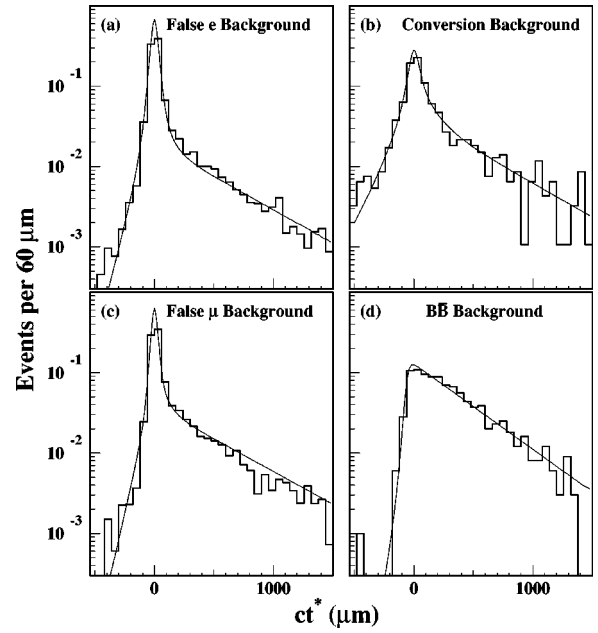 (a) False e Background
(b) Conversion Background
10⁻¹
10⁻²
10⁻³
(c) False μ Background
(d) BB̄ Background
10⁻¹
10⁻²
10⁻³
0 1000 0 1000
Events per 60 μm
ct* (μm)